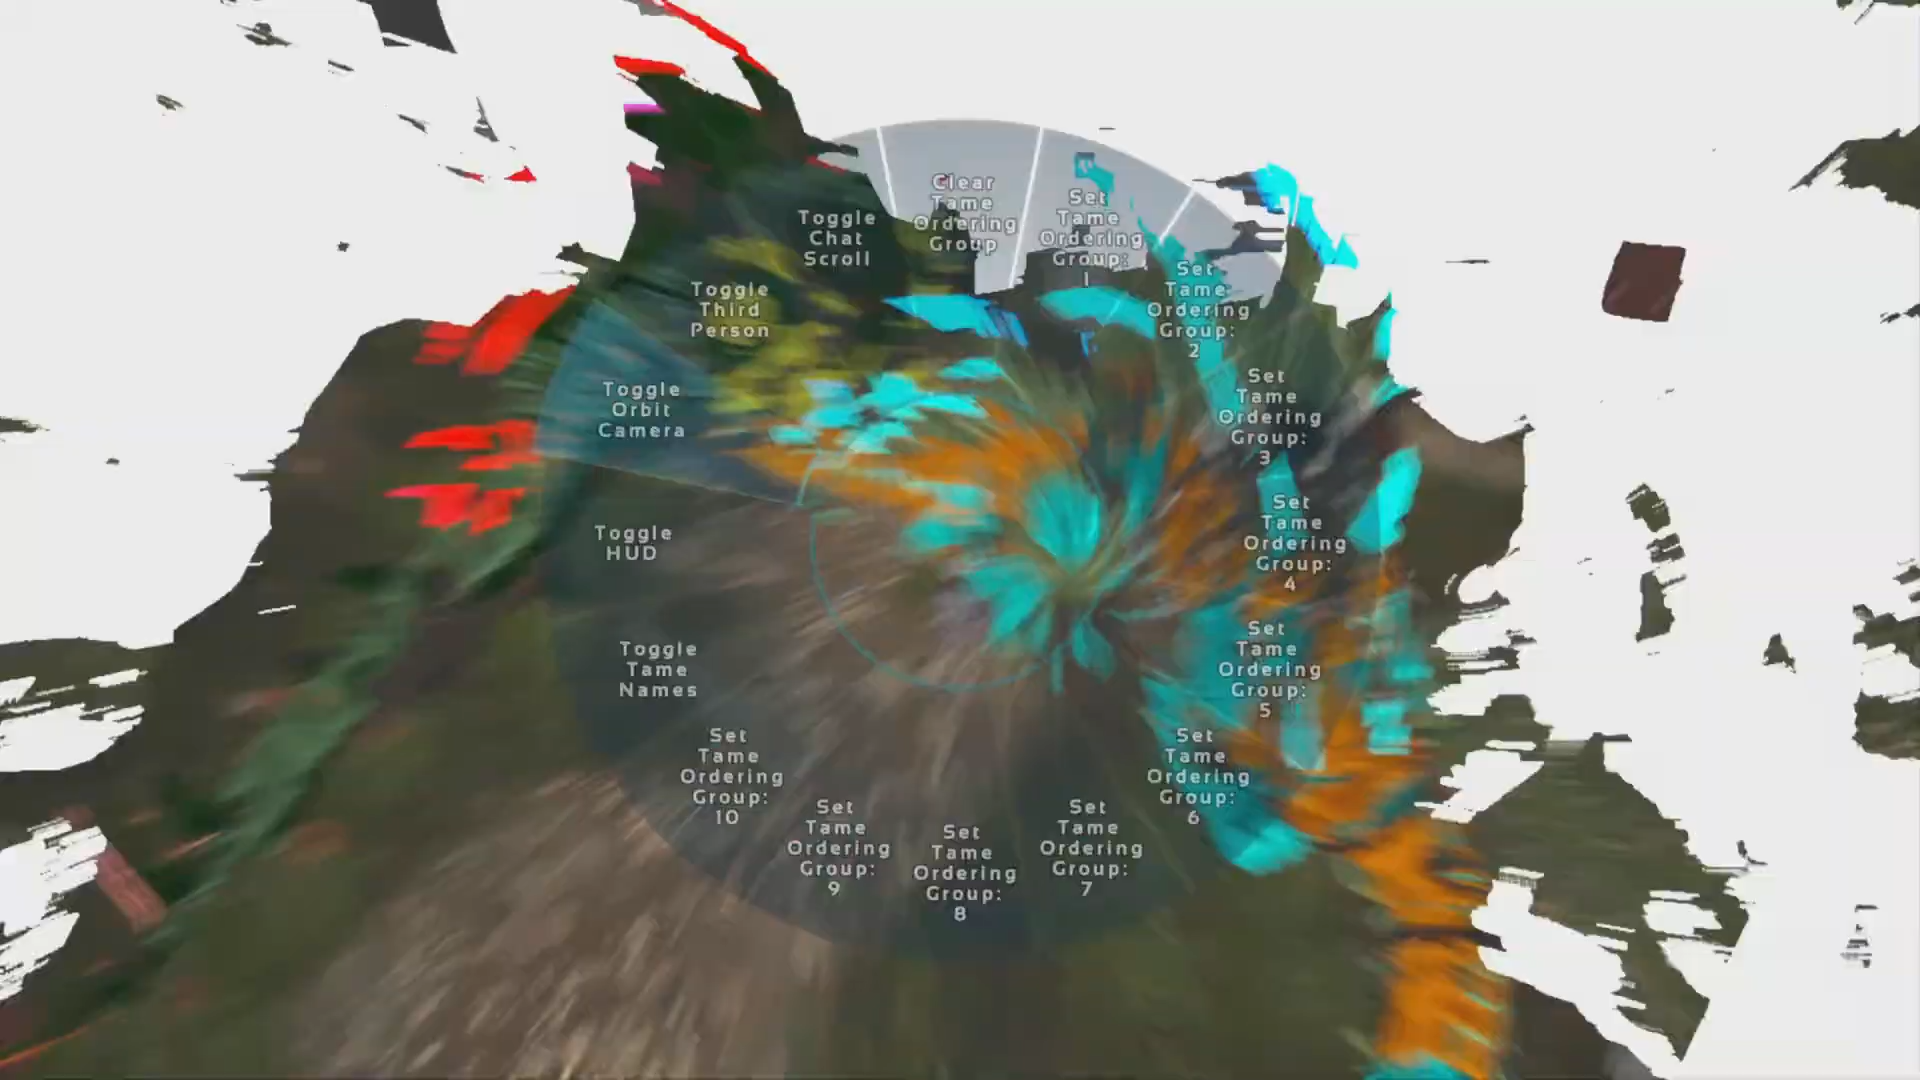 Clear
Tame
Ordering
Group
Set
Tame
Ordering
Group:
1
Set
Tame
Ordering
Group:
2
Set
Tame
Ordering
Group:
3
Set
Tame
Ordering
Group:
4
Set
Tame
Ordering
Group:
5
Set
Tame
Ordering
Group:
6
Set
Tame
Ordering
Group:
7
Set
Tame
Ordering
Group:
8
Set
Tame
Ordering
Group:
9
Set
Tame
Ordering
Group:
10
Toggle
Tame
Names
Toggle
HUD
Toggle
Orbit
Camera
Toggle
Third
Person
Toggle
Chat
Scroll